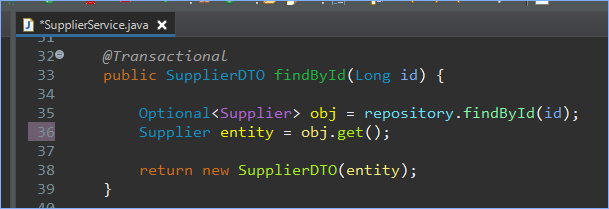 *SupplierService.java
31
32 @Transactional
33 public SupplierDTO findById(Long id) {
34
35 Optional<Supplier> obj = repository.findById(id);
36 Supplier entity = obj.get();
37
38 return new SupplierDTO(entity);
39 }
40